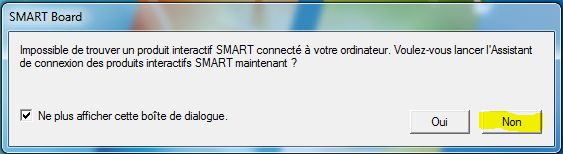 SMART Board
Impossible de trouver un produit interactif SMART connecté à votre ordinateur. Voulez-vous lancer l'Assistant
de connexion des produits interactifs SMART maintenant ?
Ne plus afficher cette boîte de dialogue.
Oui
Non